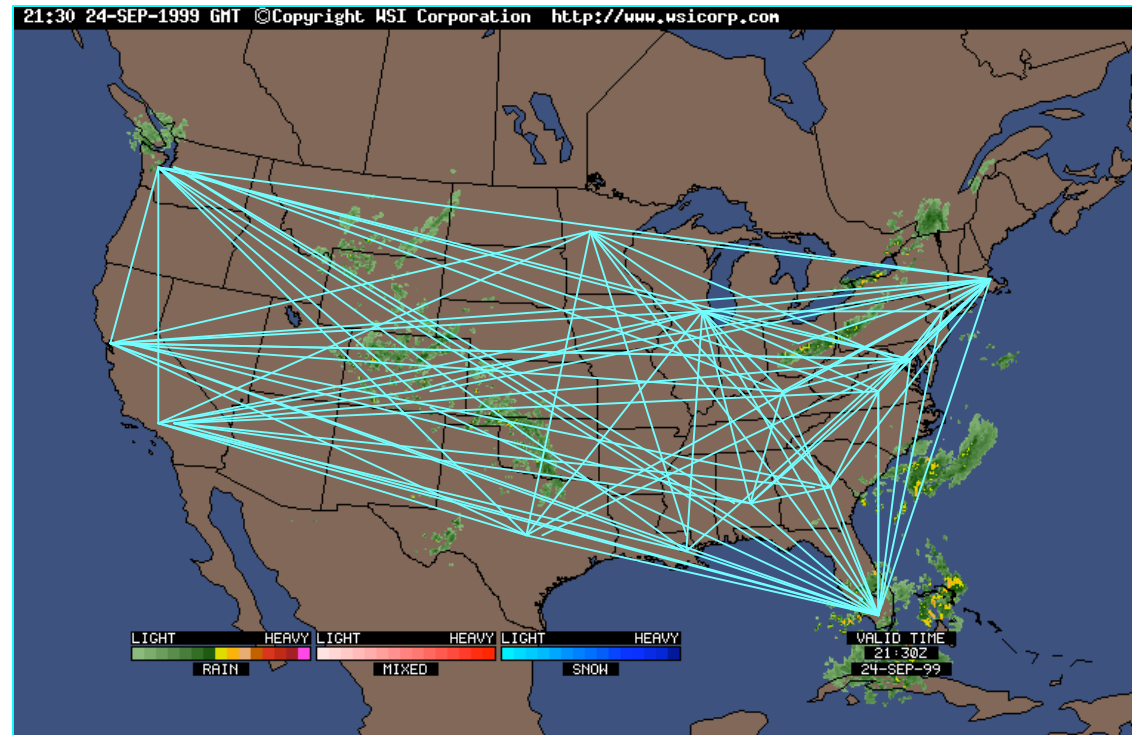 21:30 24-SEP-1999 GMT ©Copyright WSI Corporation http://www.wsicorp.com
LIGHT HEAVY LIGHT HEAVY LIGHT HEAVY
RAIN MIXED SNOW
VALID TIME
21:30Z
24-SEP-99